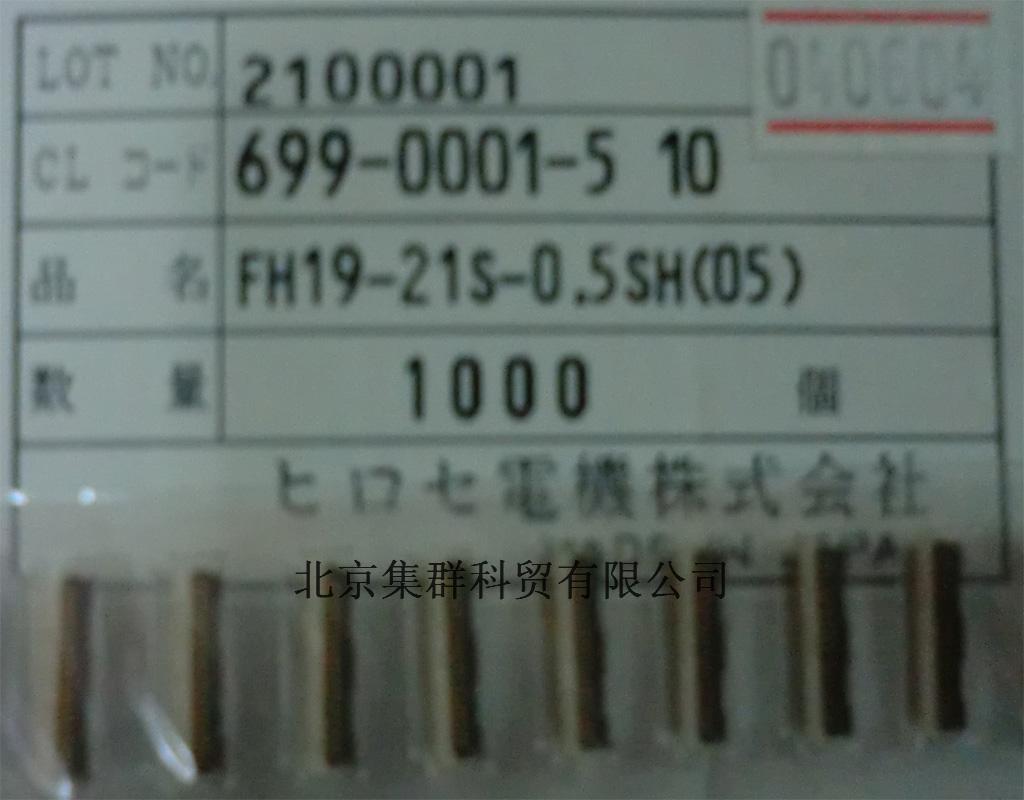 LOT NO. 2100001
040604
CL コード 699-0001-5 10
品 名 FH19-21S-0.5SH(05)
数 量 1000 個
ヒロセ電機株式会社
北京集群科贸有限公司